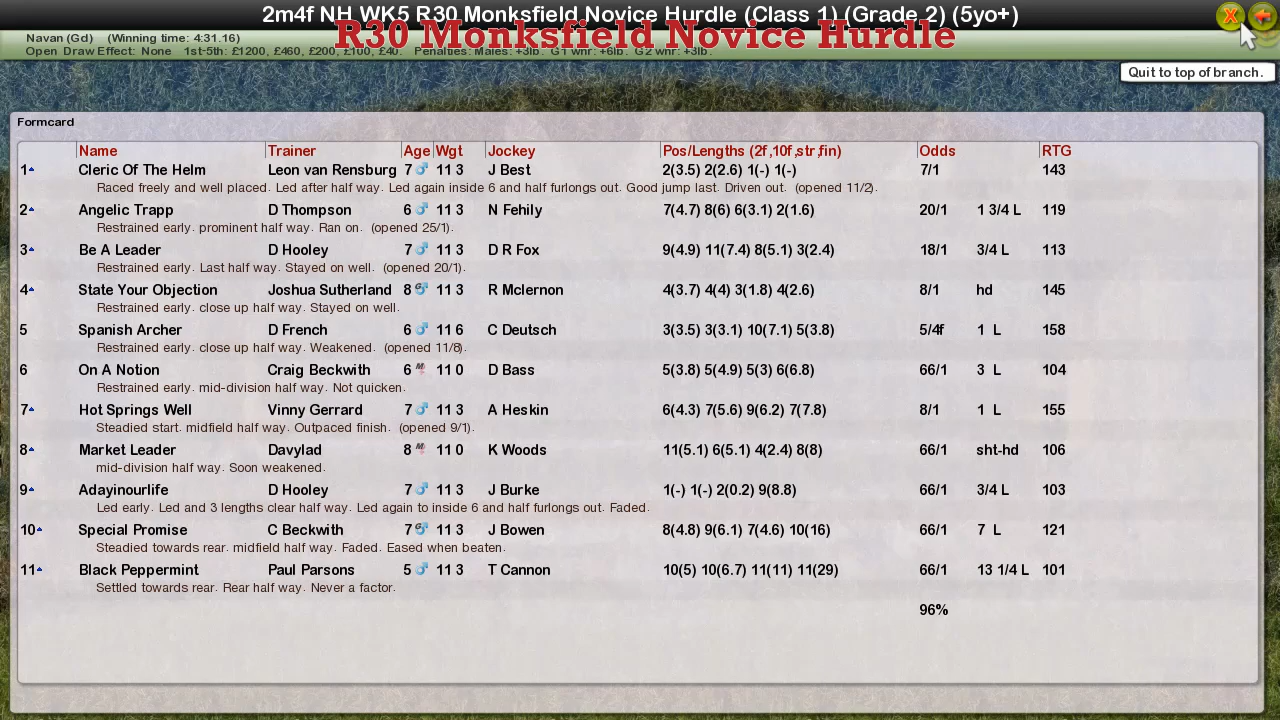 2m4f NH WK5 R30 Monksfield Novice Hurdle (Class 1) (Grade 2) (5yo+)
R30 Monksfield Novice Hurdle
Navan (Gd) (Winning time: 4:31.16)
Open Draw Effect: None 1st-5th: £1200, £460, £200, £100, £40. Penalties: Males: +3lb. G1 wnr: +6lb. G2 wnr: +3lb.
Quit to top of branch.
Formcard
Name Trainer Age Wgt Jockey Pos/Lengths (2f,10f,str,fin) Odds RTG
1 Cleric Of The Helm Leon van Rensburg 7 11 3 J Best 2(3.5) 2(2.6) 1(-) 1(-) 7/1 143
Raced freely and well placed. Led after half way. Led again inside 6 and half furlongs out. Good jump last. Driven out. (opened 11/2).
2 Angelic Trapp D Thompson 6 11 3 N Fehily 7(4.7) 8(6) 6(3.1) 2(1.6) 20/1 1 3/4 L 119
Restrained early. prominent half way. Ran on. (opened 25/1).
3 Be A Leader D Hooley 7 11 3 D R Fox 9(4.9) 11(7.4) 8(5.1) 3(2.4) 18/1 3/4 L 113
Restrained early. Last half way. Stayed on well. (opened 20/1).
4 State Your Objection Joshua Sutherland 8 G 11 3 R Mclernon 4(3.7) 4(4) 3(1.8) 4(2.6) 8/1 hd 145
Restrained early. close up half way. Stayed on well.
5 Spanish Archer D French 6 11 6 C Deutsch 3(3.5) 3(3.1) 10(7.1) 5(3.8) 5/4f 1 L 158
Restrained early. close up half way. Weakened. (opened 11/8).
6 On A Notion Craig Beckwith 6 M 11 0 D Bass 5(3.8) 5(4.9) 5(3) 6(6.8) 66/1 3 L 104
Restrained early. mid-division half way. Not quicken.
7 Hot Springs Well Vinny Gerrard 7 11 3 A Heskin 6(4.3) 7(5.6) 9(6.2) 7(7.8) 8/1 1 L 155
Steadied start. midfield half way. Outpaced finish. (opened 9/1).
8 Market Leader Davylad 8 M 11 0 K Woods 11(5.1) 6(5.1) 4(2.4) 8(8) 66/1 sht-hd 106
mid-division half way. Soon weakened.
9 Adayinourlife D Hooley 7 11 3 J Burke 1(-) 1(-) 2(0.2) 9(8.8) 66/1 3/4 L 103
Led early. Led and 3 lengths clear half way. Led again to inside 6 and half furlongs out. Faded.
10 Special Promise C Beckwith 7 G 11 3 J Bowen 8(4.8) 9(6.1) 7(4.6) 10(16) 66/1 7 L 121
Steadied towards rear. midfield half way. Faded. Eased when beaten.
11 Black Peppermint Paul Parsons 5 11 3 T Cannon 10(5) 10(6.7) 11(11) 11(29) 66/1 13 1/4 L 101
Settled towards rear. Rear half way. Never a factor.
96%